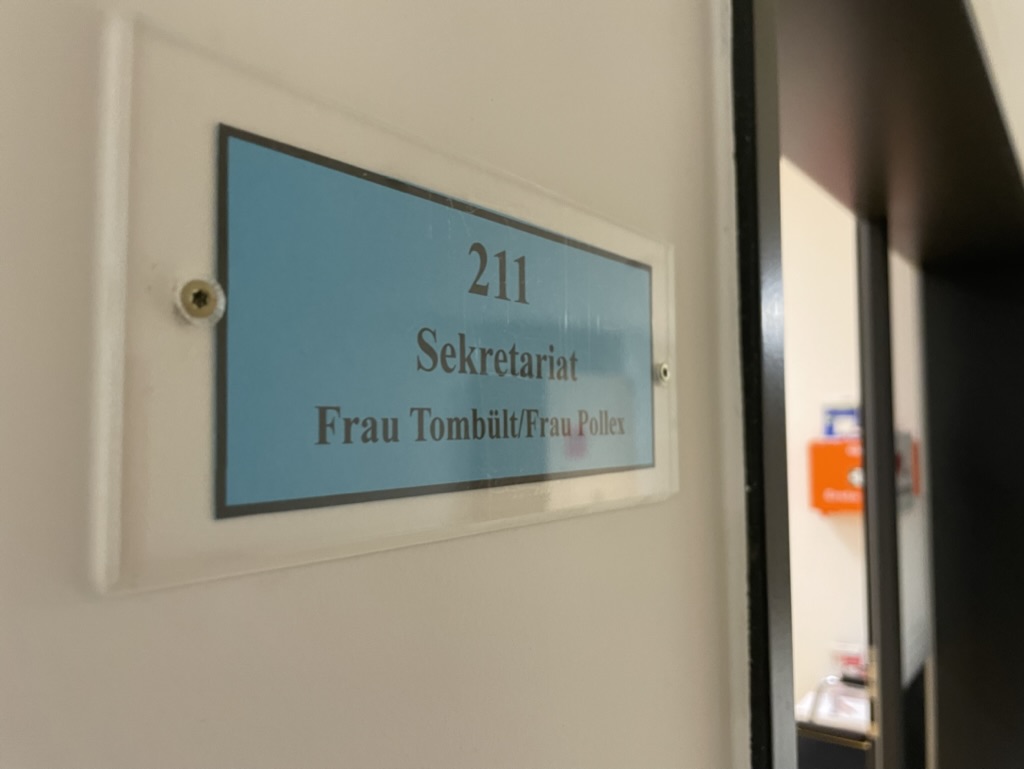 211
Sekretariat
Frau Tombült/Frau Pollex